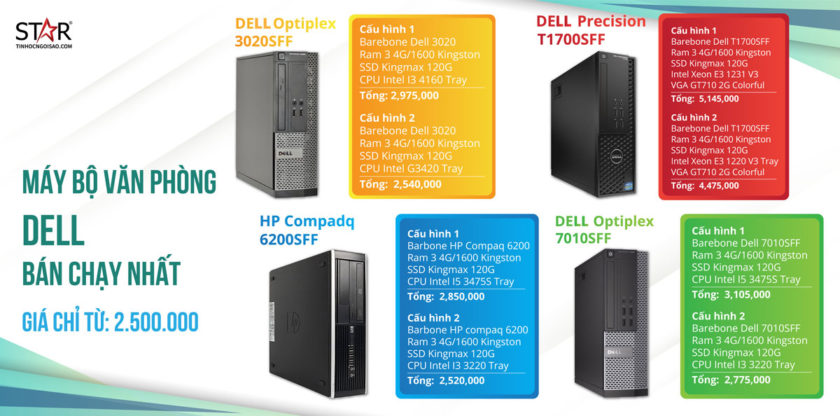 STAR
TINHOCNGOISAO.COM
MÁY BỘ VĂN PHÒNG
DELL
BÁN CHẠY NHẤT
GIÁ CHỈ TỪ: 2.500.000
DELL Optiplex
3020SFF
DELL
Cấu hình 1
Barebone Dell 3020
Ram 3 4G/1600 Kingston
SSD Kingmax 120G
CPU Intel I3 4160 Tray
Tổng: 2,975,000
Cấu hình 2
Barebone Dell 3020
Ram 3 4G/1600 Kingston
SSD Kingmax 120G
CPU Intel G3420 Tray
Tổng: 2,540,000
DELL Precision
T1700SFF
DELL
Cấu hình 1
Barebone Dell T1700SFF
Ram 3 4G/1600 Kingston
SSD Kingmax 120G
Intel Xeon E3 1231 V3
VGA GT710 2G Colorful
Tổng: 5,145,000
Cấu hình 2
Barebone Dell T1700SFF
Ram 3 4G/1600 Kingston
SSD Kingmax 120G
Intel Xeon E3 1220 V3 Tray
VGA GT710 2G Colorful
Tổng: 4,475,000
HP Compadq
6200SFF
Cấu hình 1
Barbone HP Compaq 6200
Ram 3 4G/1600 Kingston
SSD Kingmax 120G
CPU Intel I5 3475S Tray
Tổng: 2,850,000
Cấu hình 2
Barbone HP compaq 6200
Ram 3 4G/1600 Kingston
SSD Kingmax 120G
CPU Intel I3 3220 Tray
Tổng: 2,520,000
DELL Optiplex
7010SFF
DELL
Cấu hình 1
Barebone Dell 7010SFF
Ram 3 4G/1600 Kingston
SSD Kingmax 120G
CPU Intel I5 3475S Tray
Tổng: 3,105,000
Cấu hình 2
Barebone Dell 7010SFF
Ram 3 4G/1600 Kingston
SSD Kingmax 120G
CPU Intel I3 3220 Tray
Tổng: 2,775,000